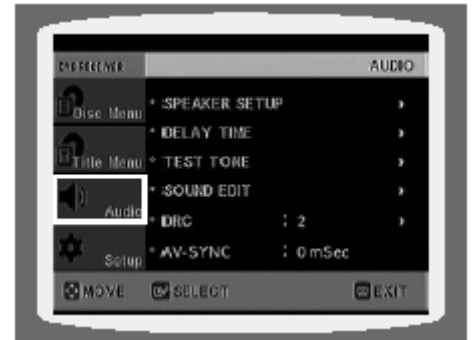 DVD RECEIVER AUDIO
Disc Menu
SPEAKER SETUP
DELAY TIME
Title Menu
TEST TONE
SOUND EDIT
Audio
DRC : 2
Setup
AV-SYNC : 0 mSec
MOVE SELECT EXIT